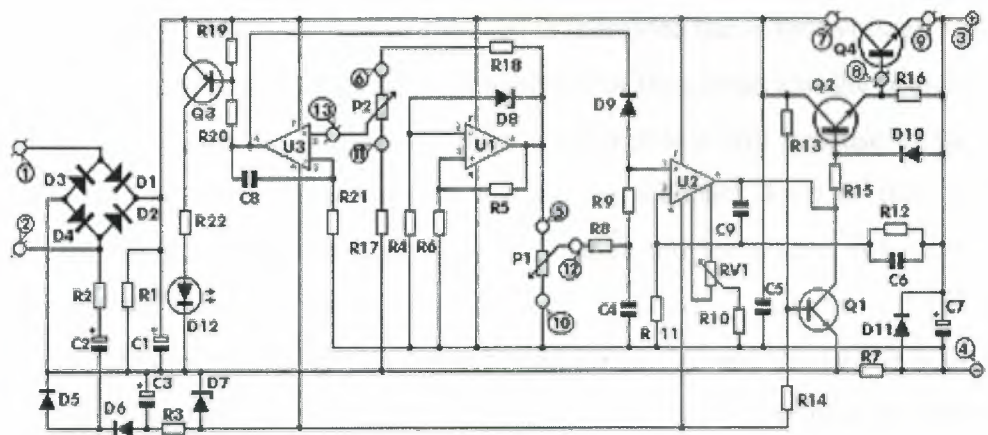 R19
7
Q4
9
3
+
6
R18
8
R16
Q3
13
P2
D8
D9
Q2
R20
U3
11
U1
R13
D10
1
D3
D1
D2
D4
2
C8
R21
R5
U2
R15
R22
R17
R4
R6
5
R9
C9
R12
P1
12
R8
RV1
C6
R2
R1
10
C4
R 11
R10
C5
Q1
D11
C7
D12
C2
C1
4
C3
D7
R7
-
D5
D6
R3
R14